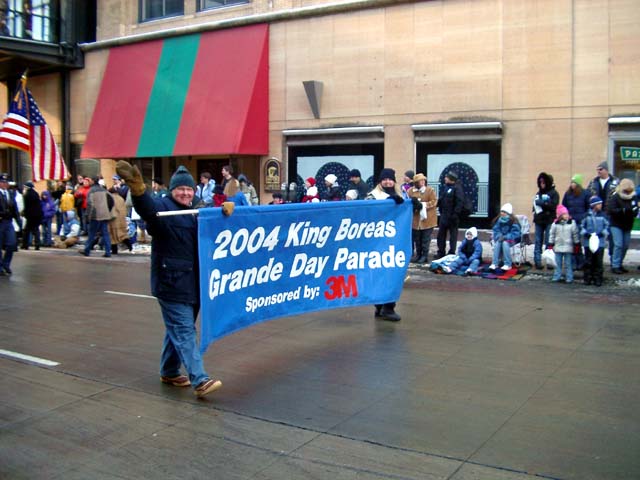 2004 King Boreas
Grande Day Parade
Sponsored by: 3M